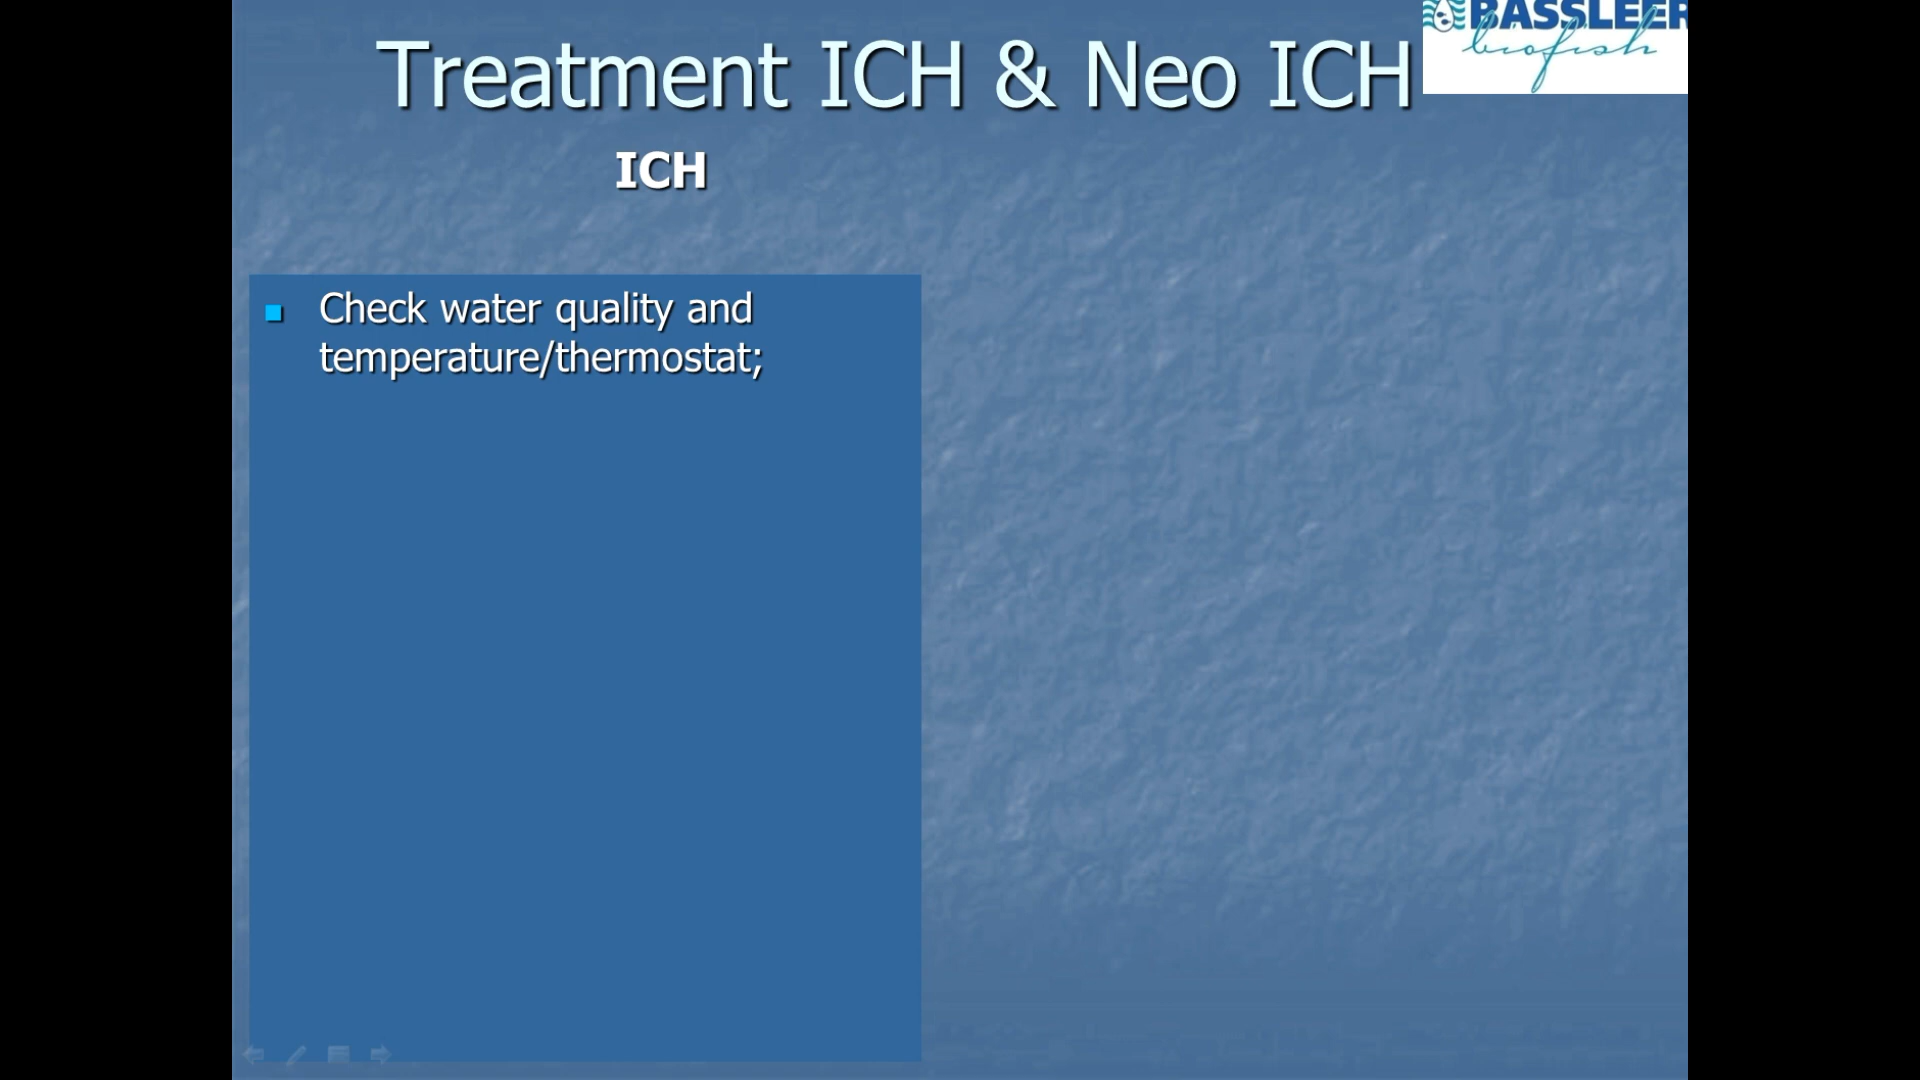 BASSLEER
biofish
Treatment ICH & Neo ICH
ICH
Check water quality and
temperature/thermostat;